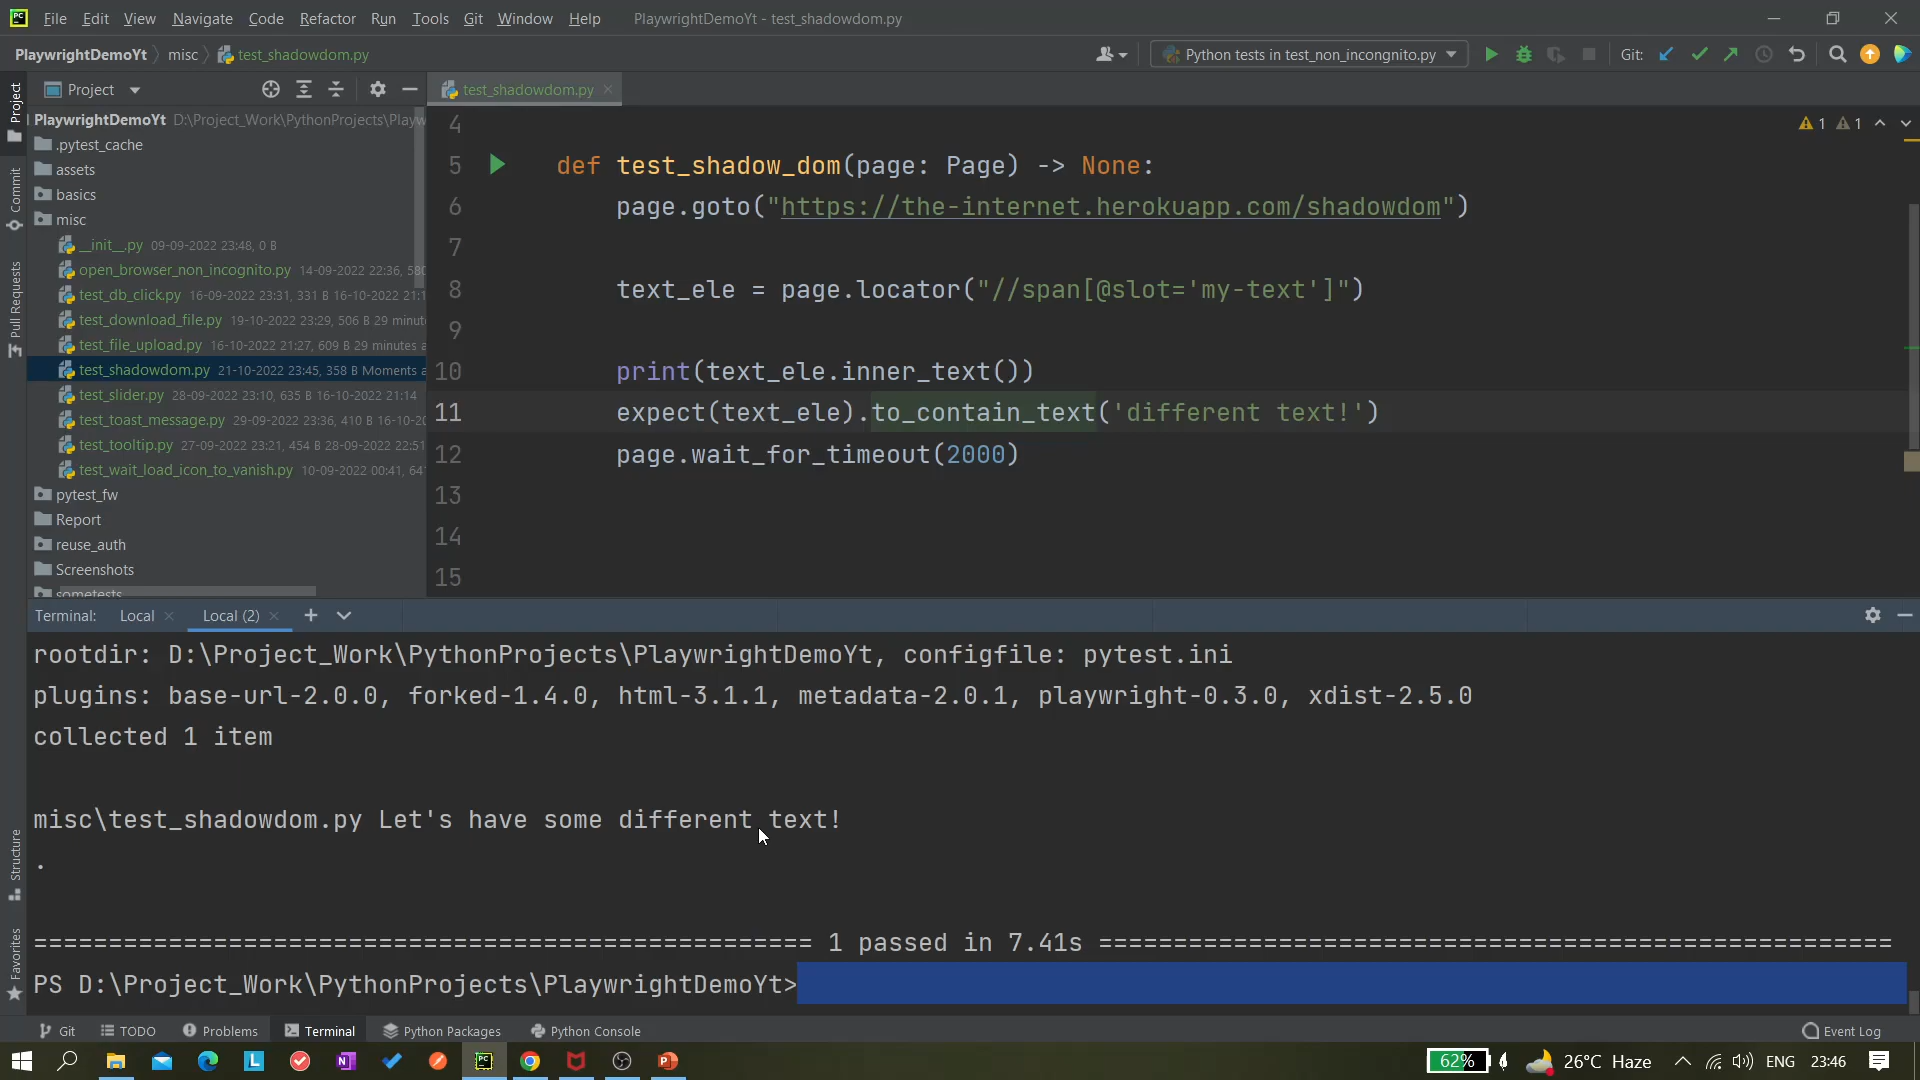 File Edit View Navigate Code Refactor Run Tools Git Window Help PlaywrightDemoYt - test_shadowdom.py
PlaywrightDemoYt misc test_shadowdom.py Python tests in test_non_incongnito.py Git:
Project test_shadowdom.py
PlaywrightDemoYt D:\Project_Work\PythonProjects\Playw
.pytest_cache
assets
basics
misc
__init__.py 09-09-2022 23:48, 0 B
open_browser_non_incognito.py 14-09-2022 22:36, 580
test_db_click.py 16-09-2022 23:31, 331 B 16-10-2022 21:1
test_download_file.py 19-10-2022 23:29, 506 B 29 minut
test_file_upload.py 16-10-2022 21:27, 609 B 29 minutes a
test_shadowdom.py 21-10-2022 23:45, 358 B Moments a
test_slider.py 28-09-2022 23:10, 635 B 16-10-2022 21:14
test_toast_message.py 29-09-2022 23:36, 410 B 16-10-20
test_tooltip.py 27-09-2022 23:21, 454 B 28-09-2022 22:51
test_wait_load_icon_to_vanish.py 10-09-2022 00:41, 64
pytest_fw
Report
reuse_auth
Screenshots
sometests
Project
Commit
Pull Requests
Structure
Favorites
1 1
4
5 def test_shadow_dom(page: Page) -> None:
6 page.goto("https://the-internet.herokuapp.com/shadowdom")
7
8 text_ele = page.locator("//span[@slot='my-text']")
9
10 print(text_ele.inner_text())
11 expect(text_ele).to_contain_text('different text!')
12 page.wait_for_timeout(2000)
13
14
15
Terminal: Local Local (2)
rootdir: D:\Project_Work\PythonProjects\PlaywrightDemoYt, configfile: pytest.ini
plugins: base-url-2.0.0, forked-1.4.0, html-3.1.1, metadata-2.0.1, playwright-0.3.0, xdist-2.5.0
collected 1 item
misc\test_shadowdom.py Let's have some different text!
.
==================================================== 1 passed in 7.41s =====================================================
PS D:\Project_Work\PythonProjects\PlaywrightDemoYt>
Git TODO Problems Terminal Python Packages Python Console Event Log
62% 26°C Haze ENG 23:46